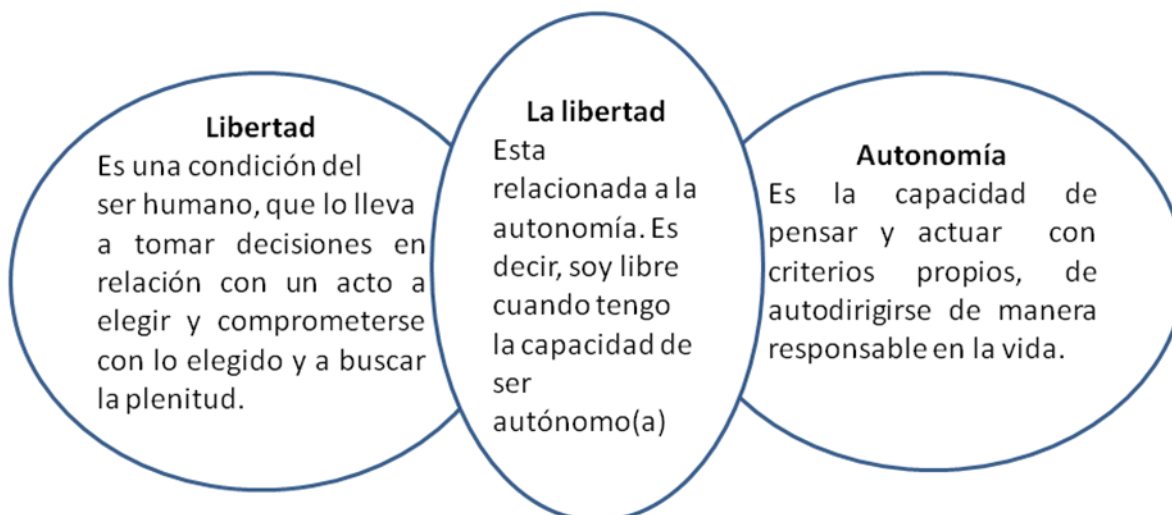 Libertad
Es una condición del
ser humano, que lo lleva
a tomar decisiones en
relación con un acto a
elegir y comprometerse
con lo elegido y a buscar
la plenitud.
La libertad
Esta
relacionada a la
autonomía. Es
decir, soy libre
cuando tengo
la capacidad de
ser
autónomo(a)
Autonomía
Es la capacidad de
pensar y actuar con
criterios propios, de
autodirigirse de manera
responsable en la vida.